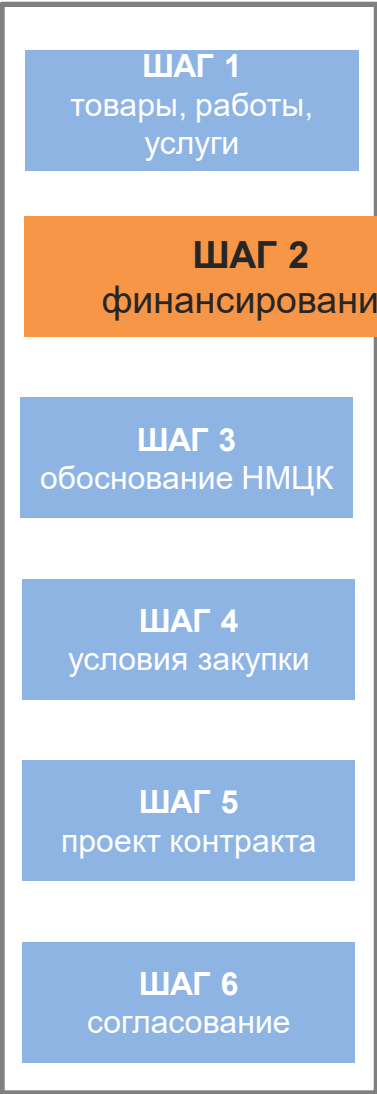 ШАГ 1
товары, работы,
услуги
ШАГ 2
финансировани
ШАГ 3
обоснование НМЦК
ШАГ 4
условия закупки
ШАГ 5
проект контракта
ШАГ 6
согласование